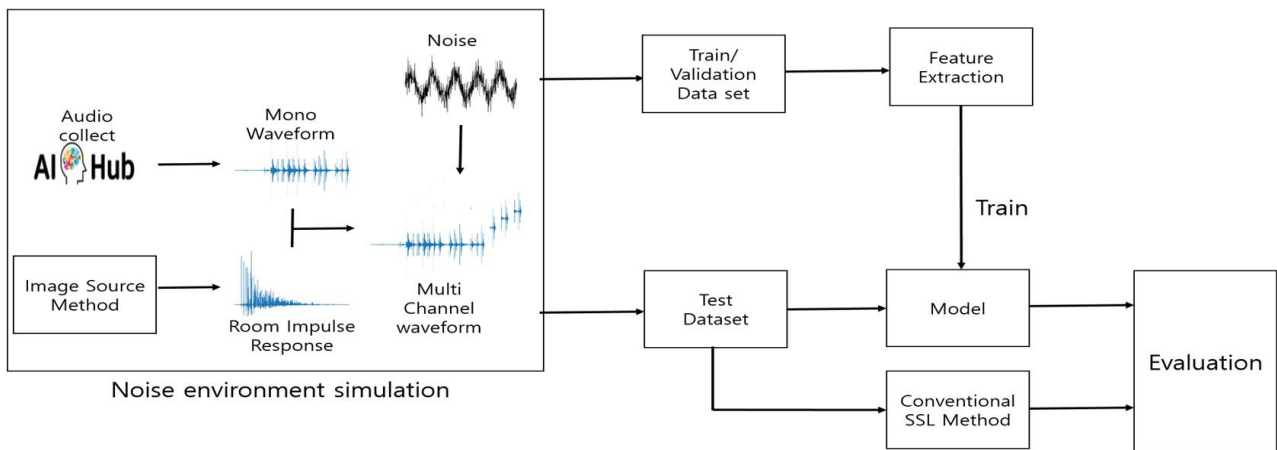 Noise
Audio
collect
AI Hub
Mono
Waveform
Image Source
Method
Room Impulse
Response
Multi
Channel
waveform
Noise environment simulation
Train/
Validation
Data set
Feature
Extraction
Train
Test
Dataset
Model
Conventional
SSL Method
Evaluation